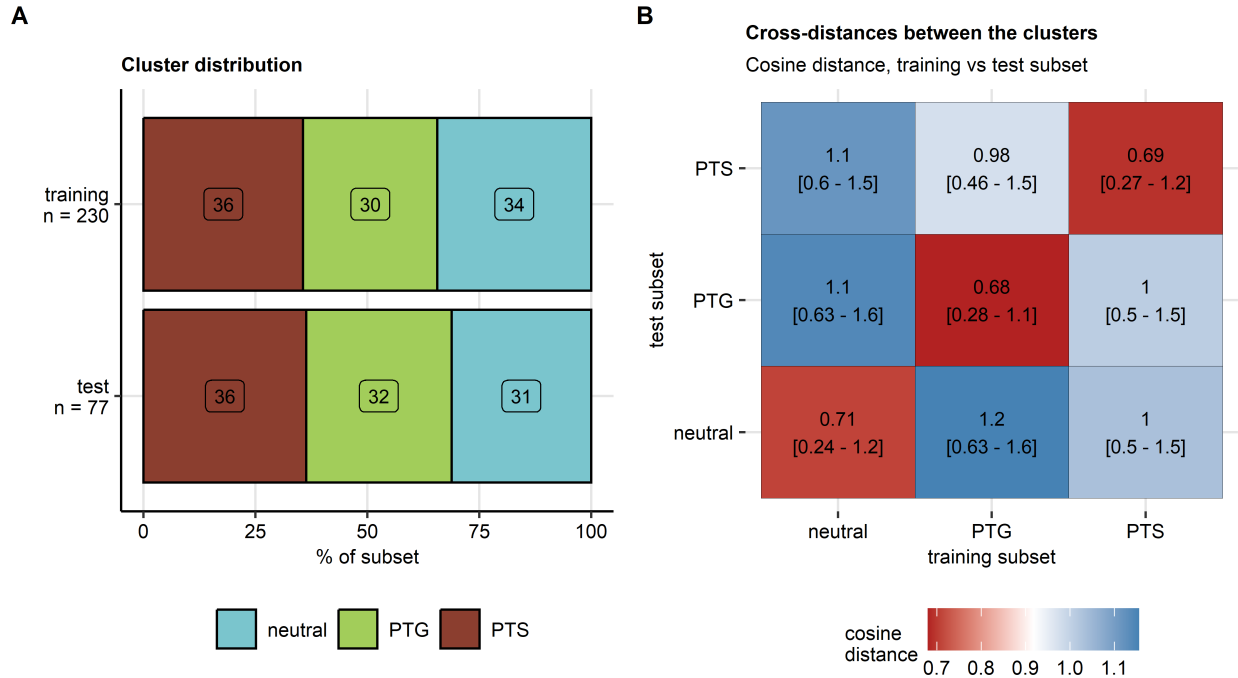 A
Cluster distribution
training
n = 230
36
30
34
test
n = 77
36
32
31
0
25
50
75
100
% of subset
neutral
PTG
PTS
B
Cross-distances between the clusters
Cosine distance, training vs test subset
test subset
PTS
1.1
[0.6 - 1.5]
0.98
[0.46 - 1.5]
0.69
[0.27 - 1.2]
PTG
1.1
[0.63 - 1.6]
0.68
[0.28 - 1.1]
1
[0.5 - 1.5]
neutral
0.71
[0.24 - 1.2]
1.2
[0.63 - 1.6]
1
[0.5 - 1.5]
neutral
PTG
PTS
training subset
cosine
distance
0.7
0.8
0.9
1.0
1.1